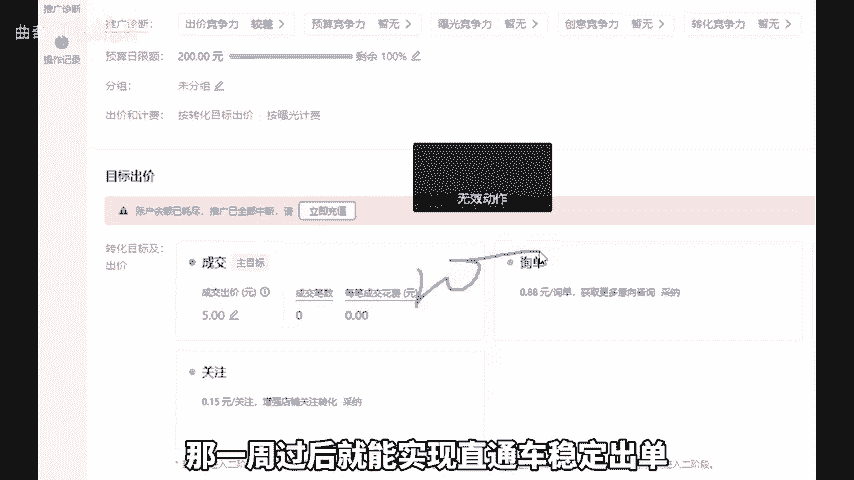 推广诊断
操作记录
推广诊断： 出价竞争力 较差 > 预算竞争力 暂无 > 曝光竞争力 暂无 > 创意竞争力 暂无 > 转化竞争力 暂无 >
预算日限额： 200.00 元 剩余 100%
分组： 未分组
出价和计费： 按转化目标出价 · 按曝光计费
目标出价
无效动作
账户余额已耗尽，推广已全部中断，请 立即充值
转化目标及：
出价
成交 主目标
询单
成交出价 (元) 成交笔数 每笔成交花费 (元)
0.88 元/询单，获取更多意向咨询 采纳
5.00 0 0.00
关注
0.15 元/关注，增强店铺关注转化 采纳
那一周过后就能实现直通车稳定出单
入二阶段。